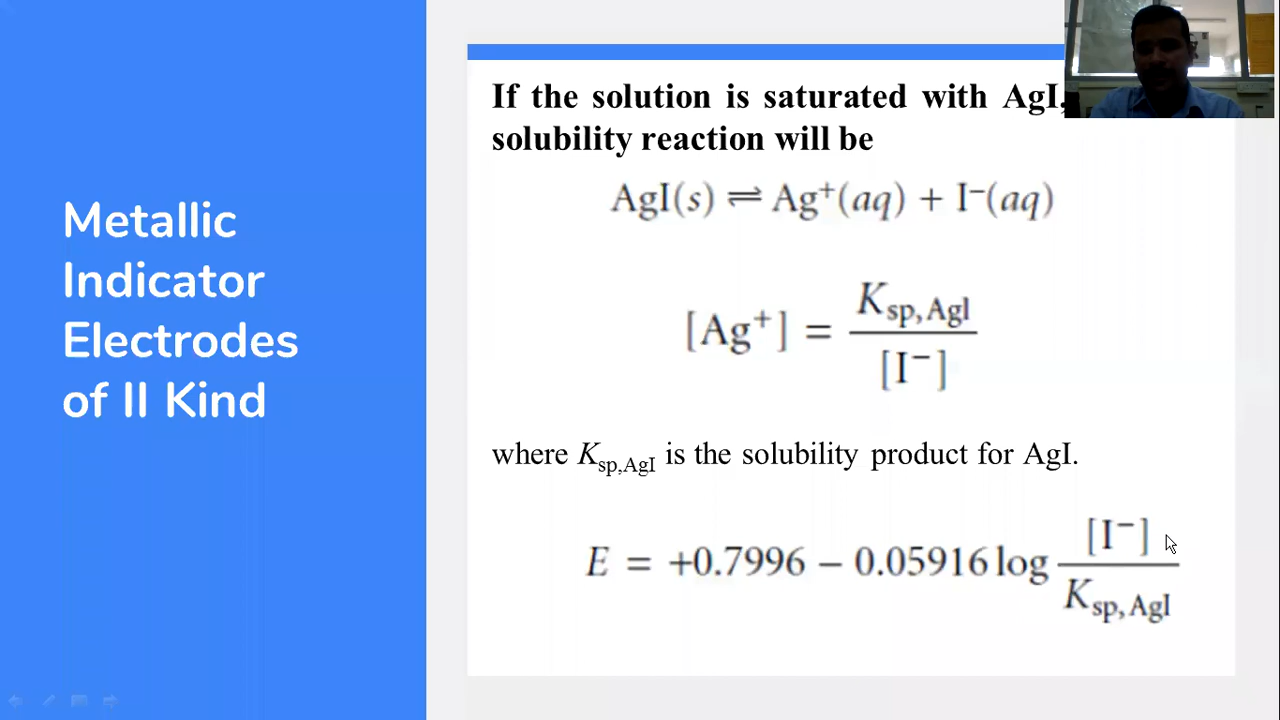 Metallic
Indicator
Electrodes
of II Kind
If the solution is saturated with AgI,
solubility reaction will be
AgI(s) ⇌ Ag⁺(aq) + I⁻(aq)
[Ag⁺] = K_sp,AgI / [I⁻]
where K_sp,AgI is the solubility product for AgI.
E = +0.7996 − 0.05916 log [I⁻] / K_sp,AgI